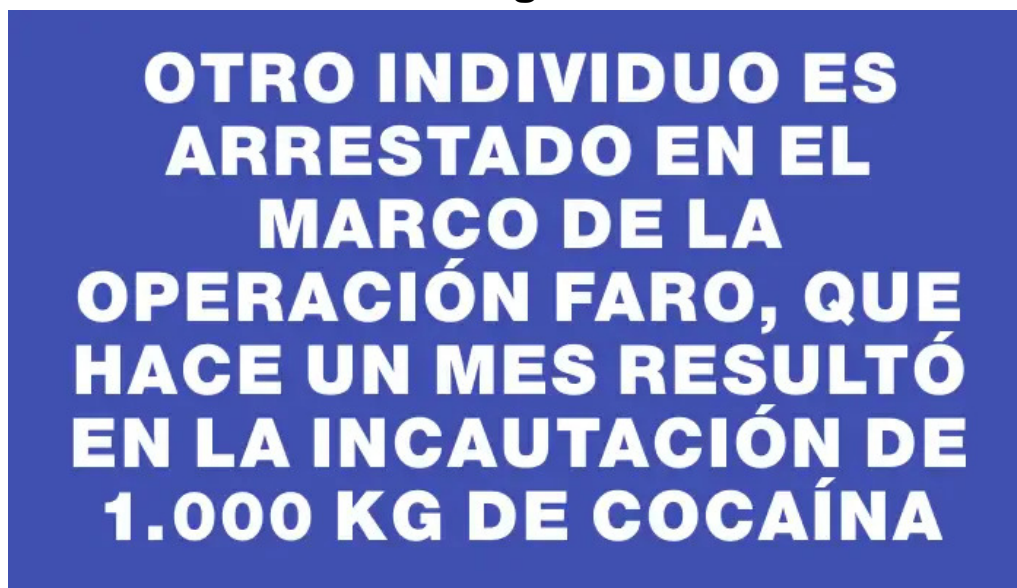 OTRO INDIVIDUO ES
ARRESTADO EN EL
MARCO DE LA
OPERACIÓN FARO, QUE
HACE UN MES RESULTÓ
EN LA INCAUTACIÓN DE
1.000 KG DE COCAÍNA